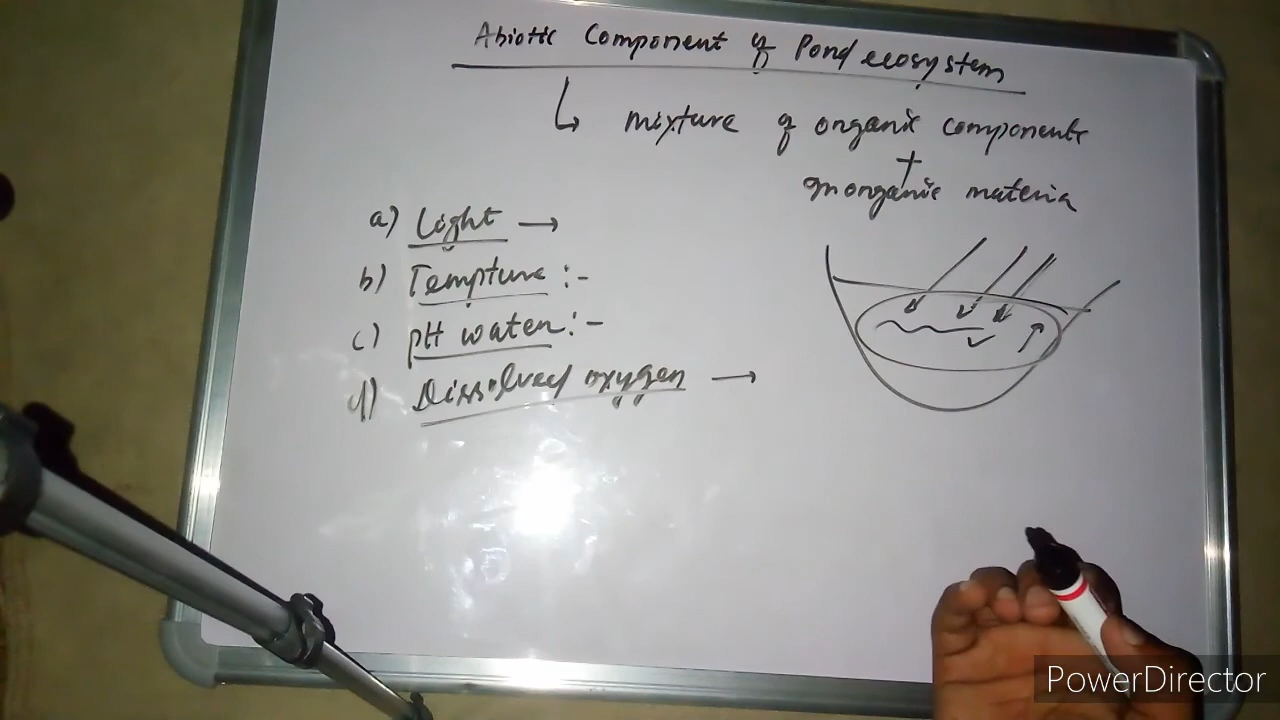 Abiotic Component of Pond ecosystem
↳ mixture of organic components
+
Inorganic materia
a) Light →
b) Tempture :-
c) pH water :-
d) Dissolved oxygen →
PowerDirector